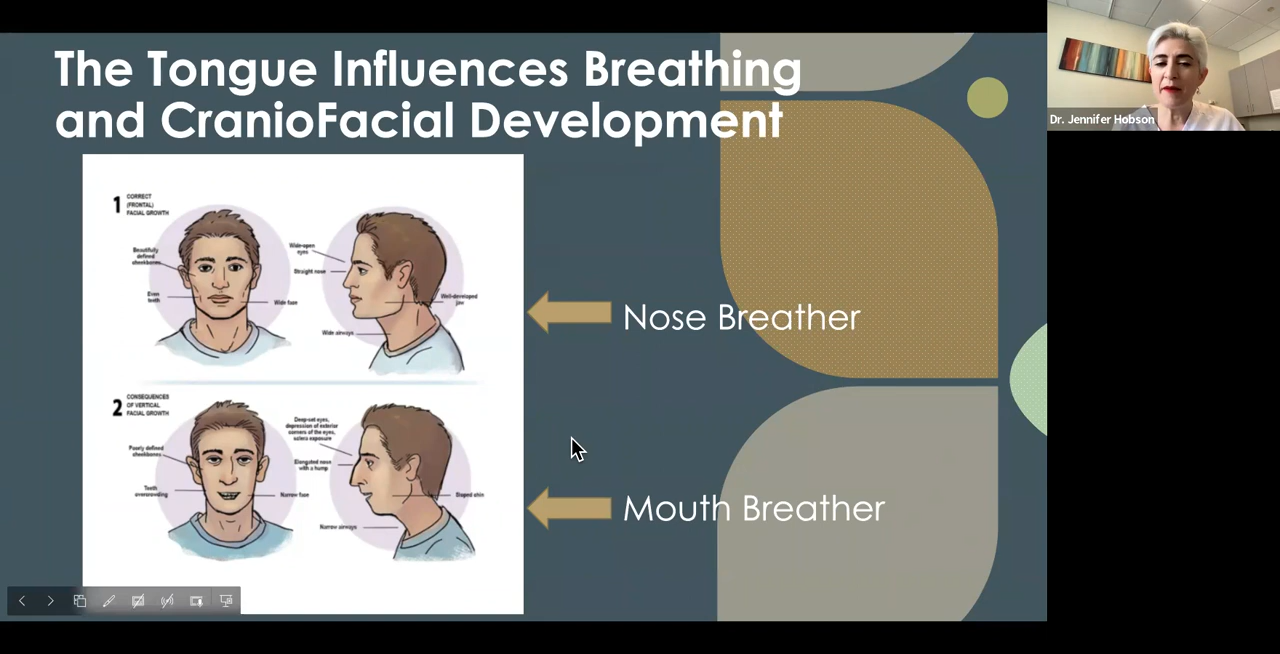 The Tongue Influences Breathing
and CranioFacial Development
1
CORRECT
(FRONTAL)
FACIAL GROWTH
Beautifully
defined
cheekbones
Even
teeth
Wide face
Wide-open
eyes
Straight nose
Well-developed
jaw
Wide airways
Nose Breather
2
CONSEQUENCES
OF VERTICAL
FACIAL GROWTH
Poorly defined
cheekbones
Teeth
overcrowding
Narrow face
Deep-set eyes,
depression of exterior
corners of the eyes,
sclera exposure
Elongated nose
with a hump
chin
Narrow airways
Mouth Breather
Dr. Jennifer Hobson